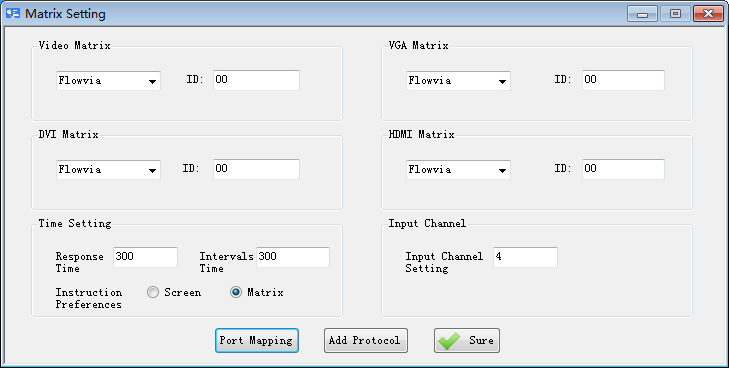 Matrix Setting
Video Matrix
Flowvia
ID:
00
VGA Matrix
Flowvia
ID:
00
DVI Matrix
Flowvia
ID:
00
HDMI Matrix
Flowvia
ID:
00
Time Setting
Response
Time
300
Intervals
Time
300
Instruction
Preferences
Screen
Matrix
Input Channel
Input Channel
Setting
4
Port Mapping
Add Protocol
Sure